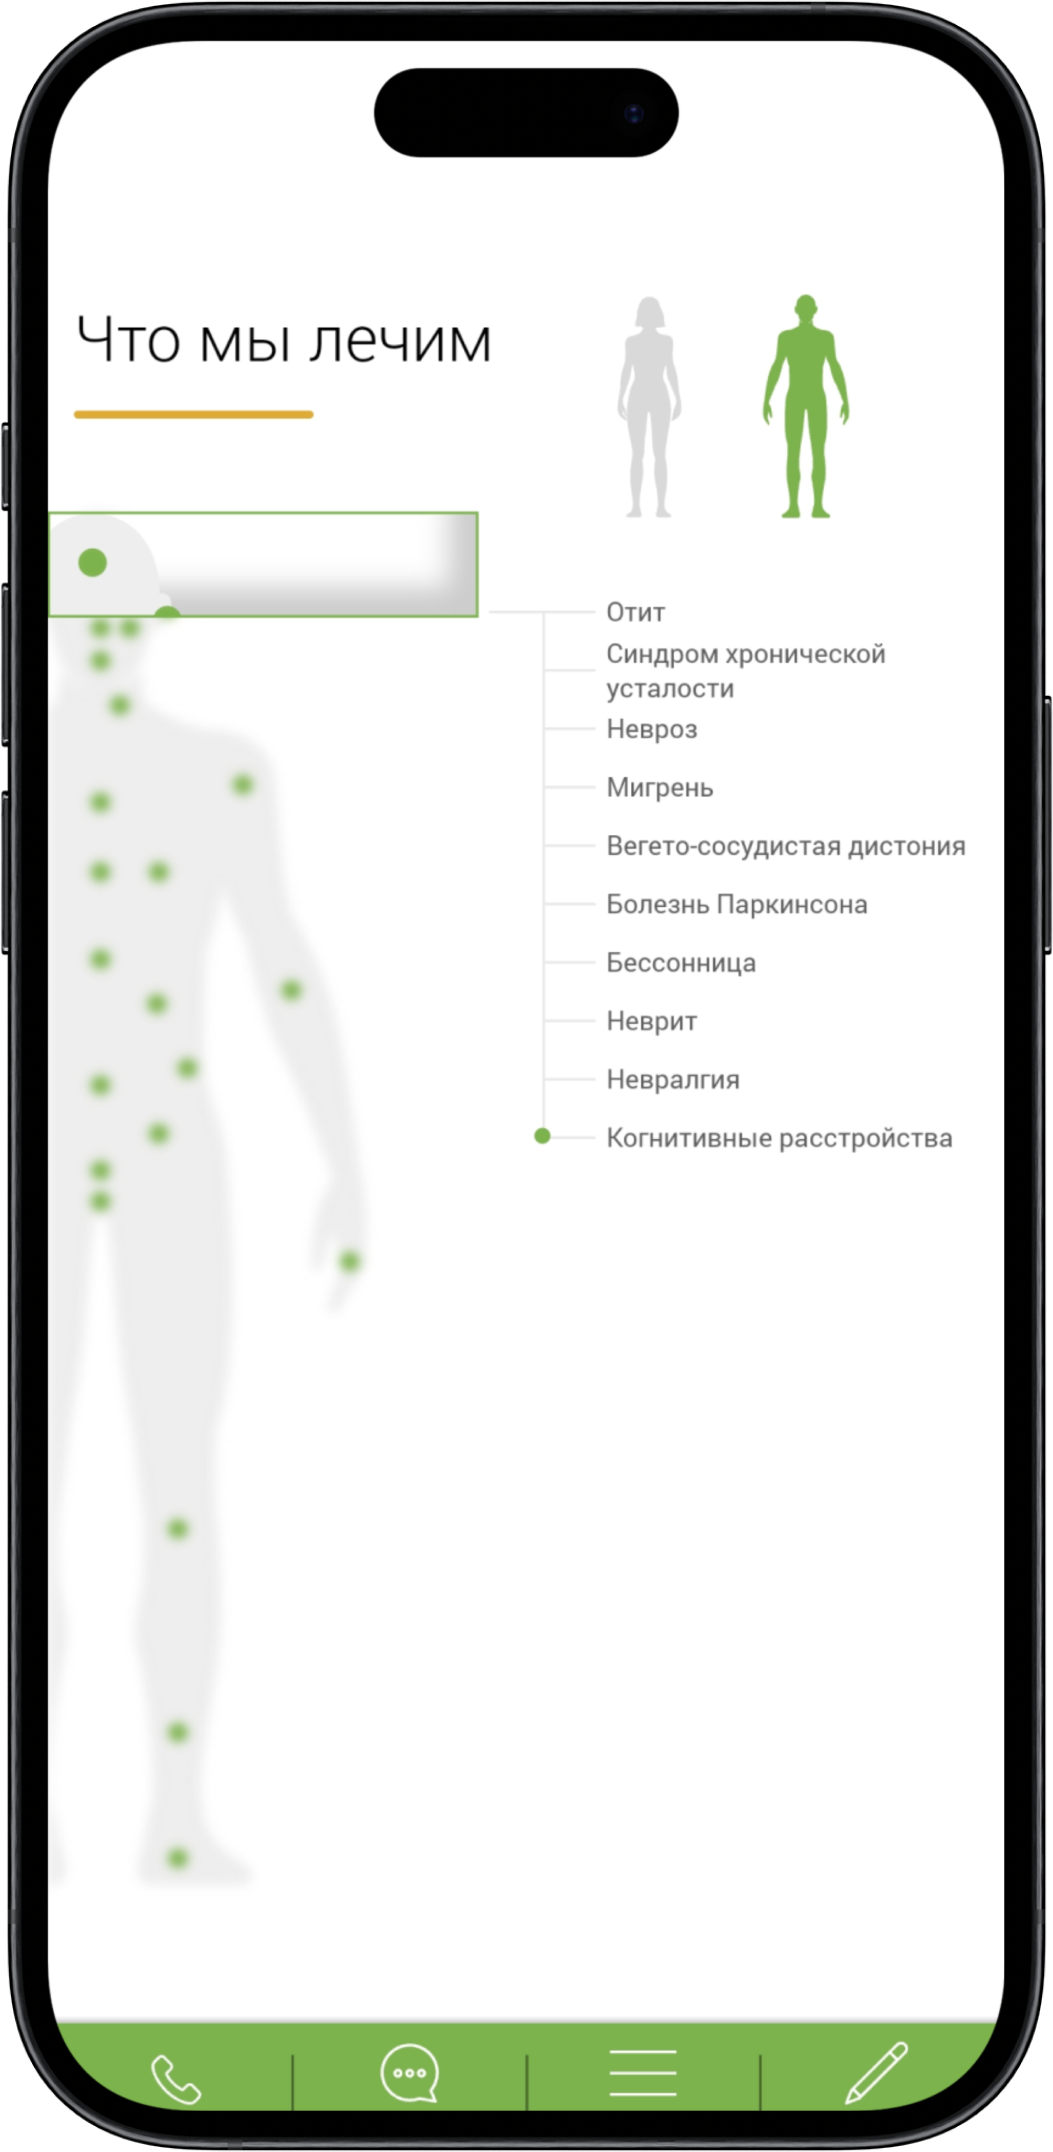 Что мы лечим
Отит
Синдром хронической
усталости
Невроз
Мигрень
Вегето-сосудистая дистония
Болезнь Паркинсона
Бессонница
Неврит
Невралгия
Когнитивные расстройства